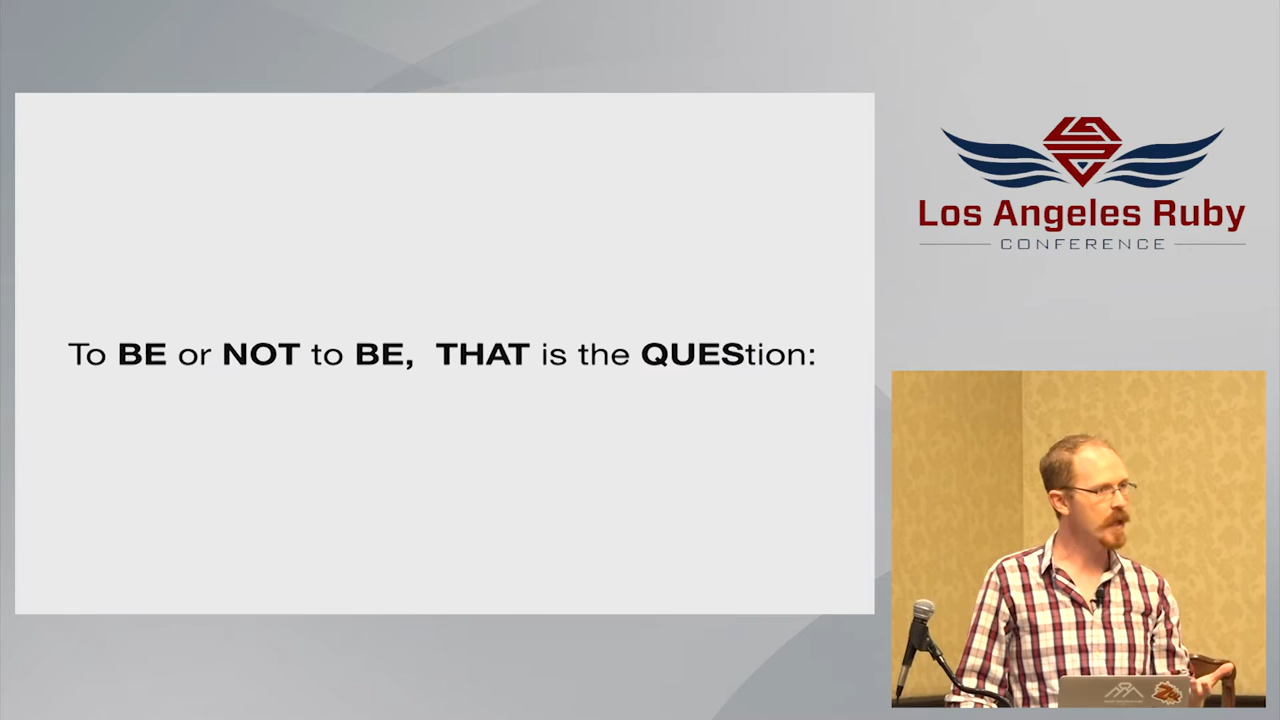 To BE or NOT to BE, THAT is the QUEStion:
Los Angeles Ruby
CONFERENCE